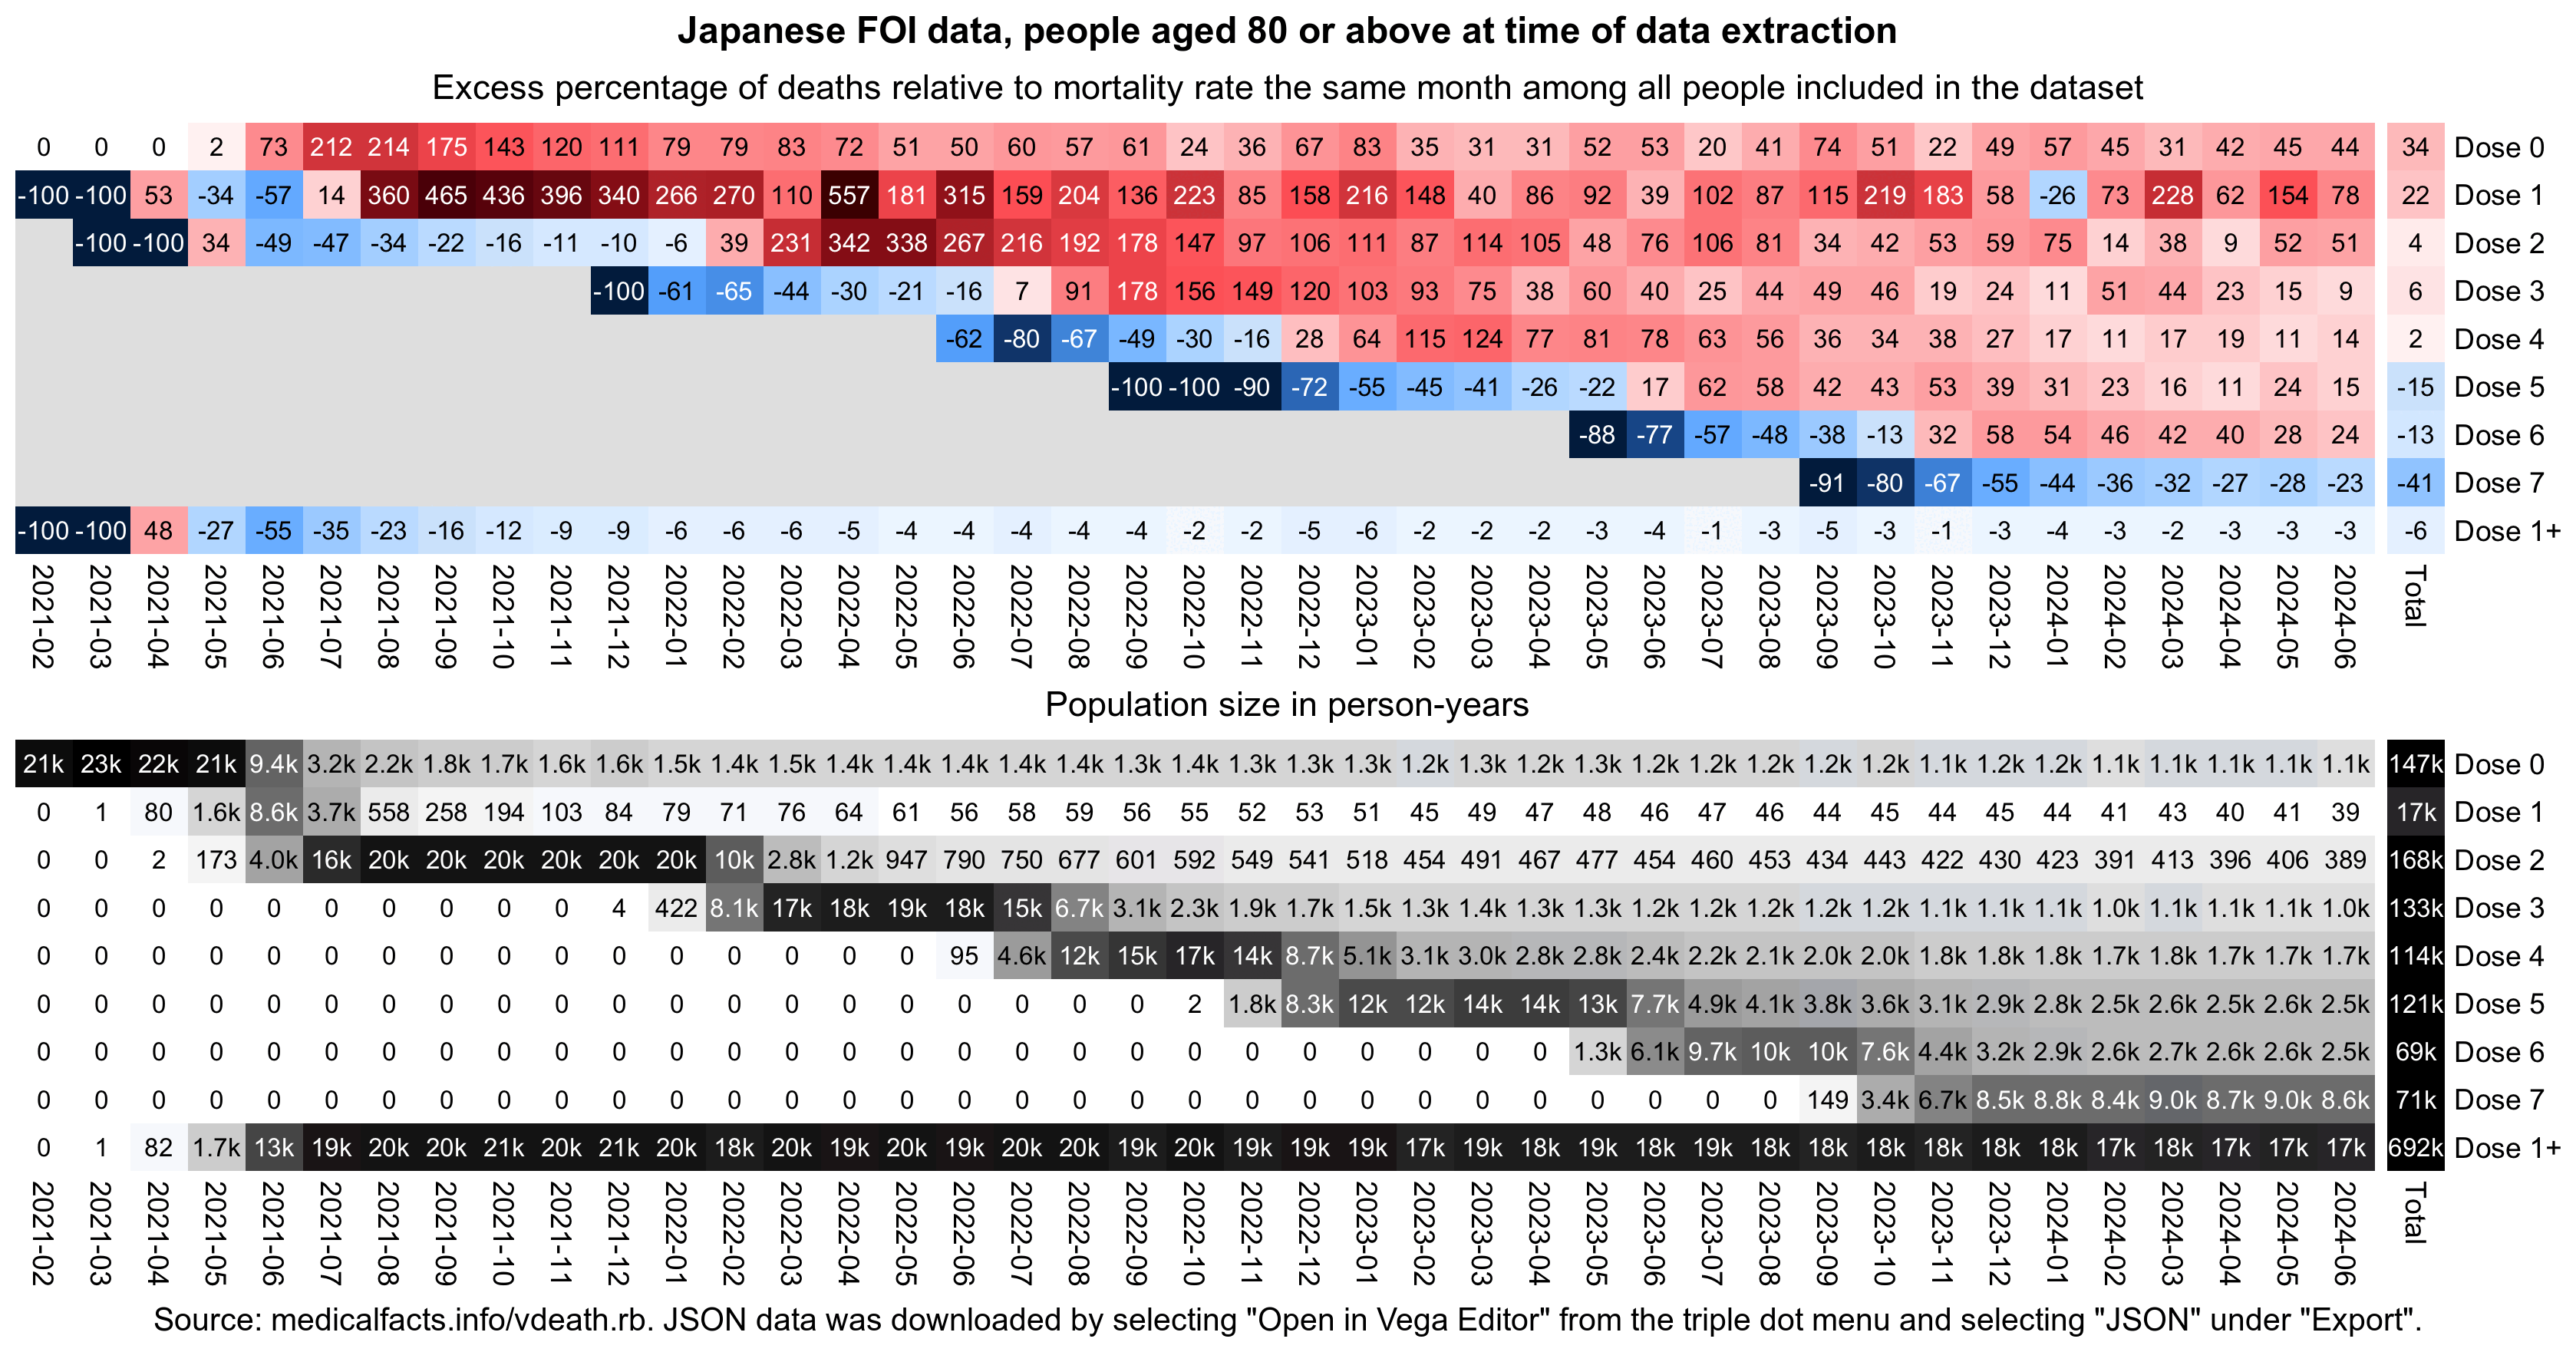 Japanese FOI data, people aged 80 or above at time of data extraction
Excess percentage of deaths relative to mortality rate the same month among all people included in the dataset
0 0 0 2 73 212 214 175 143 120 111 79 79 83 72 51 50 60 57 61 24 36 67 83 35 31 31 52 53 20 41 74 51 22 49 57 45 31 42 45 44 34 Dose 0
-100 -100 53 -34 -57 14 360 465 436 396 340 266 270 110 557 181 315 159 204 136 223 85 158 216 148 40 86 92 39 102 87 115 219 183 58 -26 73 228 62 154 78 22 Dose 1
-100 -100 34 -49 -47 -34 -22 -16 -11 -10 -6 39 231 342 338 267 216 192 178 147 97 106 111 87 114 105 48 76 106 81 34 42 53 59 75 14 38 9 52 51 4 Dose 2
-100 -61 -65 -44 -30 -21 -16 7 91 178 156 149 120 103 93 75 38 60 40 25 44 49 46 19 24 11 51 44 23 15 9 6 Dose 3
-62 -80 -67 -49 -30 -16 28 64 115 124 77 81 78 63 56 36 34 38 27 17 11 17 19 11 14 2 Dose 4
-100 -100 -90 -72 -55 -45 -41 -26 -22 17 62 58 42 43 53 39 31 23 16 11 24 15 -15 Dose 5
-88 -77 -57 -48 -38 -13 32 58 54 46 42 40 28 24 -13 Dose 6
-91 -80 -67 -55 -44 -36 -32 -27 -28 -23 -41 Dose 7
-100 -100 48 -27 -55 -35 -23 -16 -12 -9 -9 -6 -6 -6 -5 -4 -4 -4 -4 -4 -2 -2 -5 -6 -2 -2 -2 -3 -4 -1 -3 -5 -3 -1 -3 -4 -3 -2 -3 -3 -3 -6 Dose 1+
2021-02 2021-03 2021-04 2021-05 2021-06 2021-07 2021-08 2021-09 2021-10 2021-11 2021-12 2022-01 2022-02 2022-03 2022-04 2022-05 2022-06 2022-07 2022-08 2022-09 2022-10 2022-11 2022-12 2023-01 2023-02 2023-03 2023-04 2023-05 2023-06 2023-07 2023-08 2023-09 2023-10 2023-11 2023-12 2024-01 2024-02 2024-03 2024-04 2024-05 2024-06 Total
Population size in person-years
21k 23k 22k 21k 9.4k 3.2k 2.2k 1.8k 1.7k 1.6k 1.6k 1.5k 1.4k 1.5k 1.4k 1.4k 1.4k 1.4k 1.4k 1.3k 1.4k 1.3k 1.3k 1.3k 1.2k 1.3k 1.2k 1.3k 1.2k 1.2k 1.2k 1.2k 1.2k 1.1k 1.2k 1.2k 1.1k 1.1k 1.1k 1.1k 1.1k 147k Dose 0
0 1 80 1.6k 8.6k 3.7k 558 258 194 103 84 79 71 76 64 61 56 58 59 56 55 52 53 51 45 49 47 48 46 47 46 44 45 44 45 44 41 43 40 41 39 17k Dose 1
0 0 2 173 4.0k 16k 20k 20k 20k 20k 20k 20k 10k 2.8k 1.2k 947 790 750 677 601 592 549 541 518 454 491 467 477 454 460 453 434 443 422 430 423 391 413 396 406 389 168k Dose 2
0 0 0 0 0 0 0 0 0 0 4 422 8.1k 17k 18k 19k 18k 15k 6.7k 3.1k 2.3k 1.9k 1.7k 1.5k 1.3k 1.4k 1.3k 1.3k 1.2k 1.2k 1.2k 1.2k 1.2k 1.1k 1.1k 1.1k 1.0k 1.1k 1.1k 1.1k 1.0k 133k Dose 3
0 0 0 0 0 0 0 0 0 0 0 0 0 0 0 0 95 4.6k 12k 15k 17k 14k 8.7k 5.1k 3.1k 3.0k 2.8k 2.8k 2.4k 2.2k 2.1k 2.0k 2.0k 1.8k 1.8k 1.8k 1.7k 1.8k 1.7k 1.7k 1.7k 114k Dose 4
0 0 0 0 0 0 0 0 0 0 0 0 0 0 0 0 0 0 0 0 2 1.8k 8.3k 12k 12k 14k 14k 13k 7.7k 4.9k 4.1k 3.8k 3.6k 3.1k 2.9k 2.8k 2.5k 2.6k 2.5k 2.6k 2.5k 121k Dose 5
0 0 0 0 0 0 0 0 0 0 0 0 0 0 0 0 0 0 0 0 0 0 0 0 0 0 0 1.3k 6.1k 9.7k 10k 10k 7.6k 4.4k 3.2k 2.9k 2.6k 2.7k 2.6k 2.6k 2.5k 69k Dose 6
0 0 0 0 0 0 0 0 0 0 0 0 0 0 0 0 0 0 0 0 0 0 0 0 0 0 0 0 0 0 0 149 3.4k 6.7k 8.5k 8.8k 8.4k 9.0k 8.7k 9.0k 8.6k 71k Dose 7
0 1 82 1.7k 13k 19k 20k 20k 21k 20k 21k 20k 18k 20k 19k 20k 19k 20k 20k 19k 20k 19k 19k 19k 17k 19k 18k 19k 18k 19k 18k 18k 18k 18k 18k 18k 17k 18k 17k 17k 17k 692k Dose 1+
2021-02 2021-03 2021-04 2021-05 2021-06 2021-07 2021-08 2021-09 2021-10 2021-11 2021-12 2022-01 2022-02 2022-03 2022-04 2022-05 2022-06 2022-07 2022-08 2022-09 2022-10 2022-11 2022-12 2023-01 2023-02 2023-03 2023-04 2023-05 2023-06 2023-07 2023-08 2023-09 2023-10 2023-11 2023-12 2024-01 2024-02 2024-03 2024-04 2024-05 2024-06 Total
Source: medicalfacts.info/vdeath.rb. JSON data was downloaded by selecting "Open in Vega Editor" from the triple dot menu and selecting "JSON" under "Export".